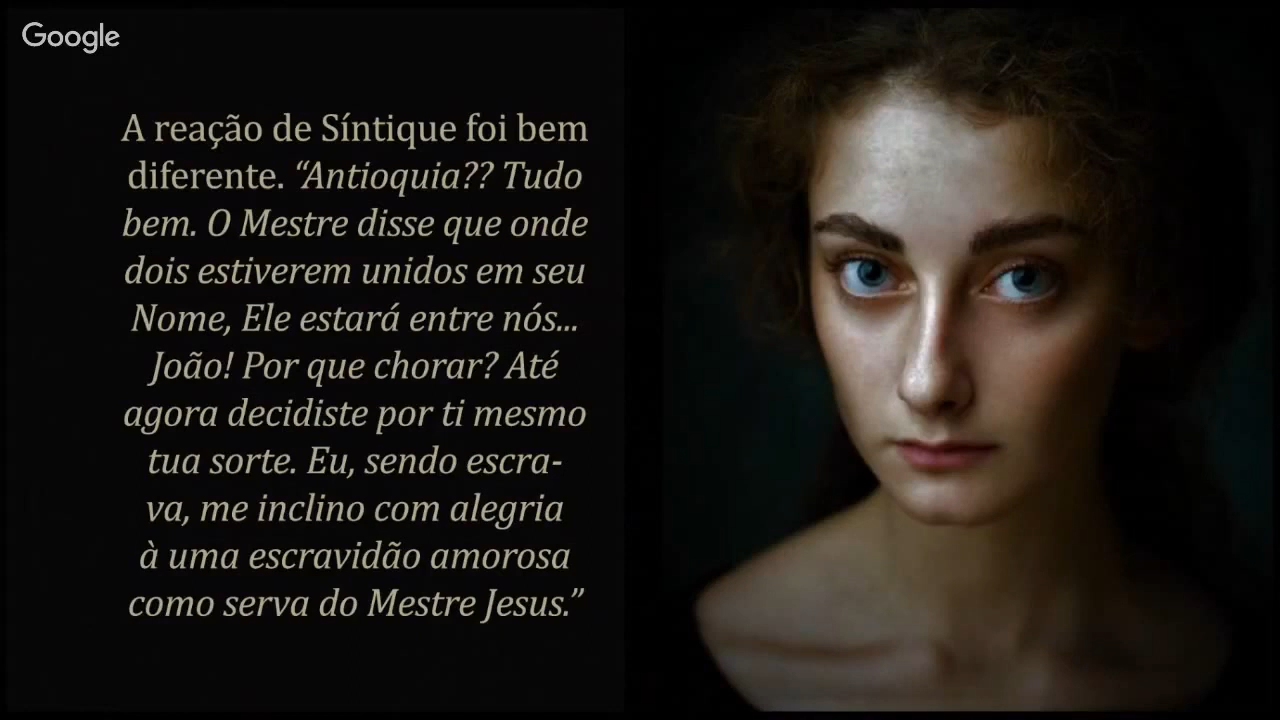 Google
A reação de Síntique foi bem
diferente. “Antioquia?? Tudo
bem. O Mestre disse que onde
dois estiverem unidos em seu
Nome, Ele estará entre nós...
João! Por que chorar? Até
agora decidiste por ti mesmo
tua sorte. Eu, sendo escra-
va, me inclino com alegria
à uma escravidão amorosa
como serva do Mestre Jesus.”